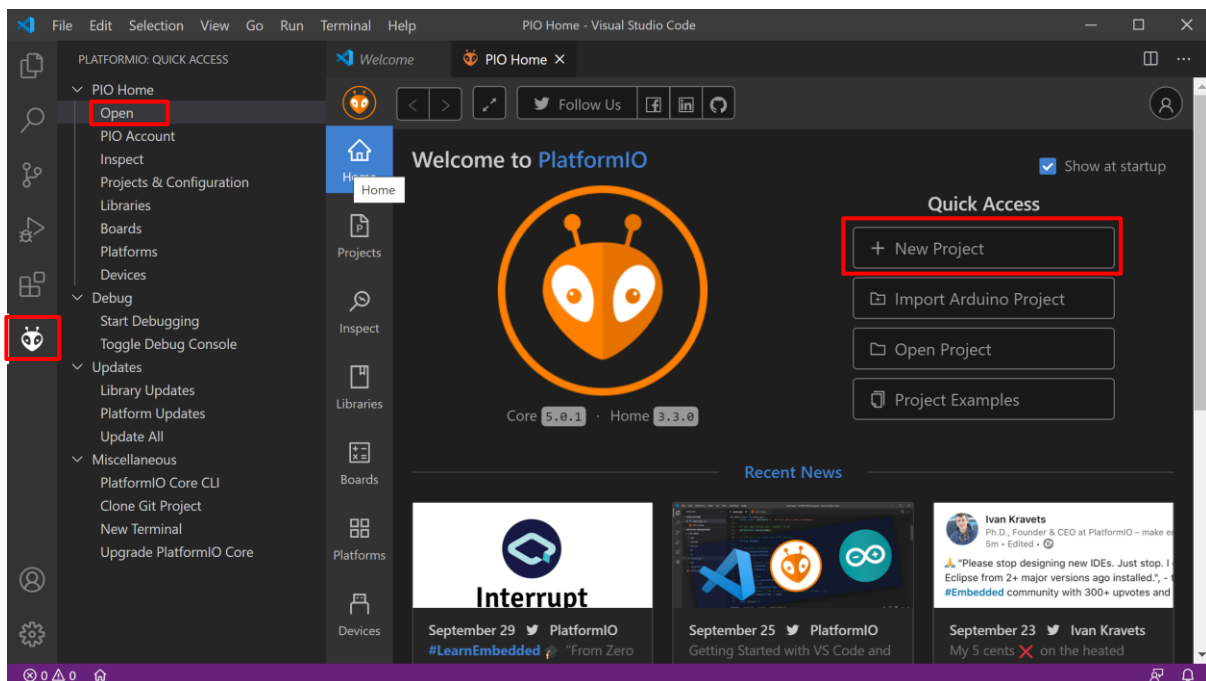 File Edit Selection View Go Run Terminal Help
PIO Home - Visual Studio Code
PLATFORMIO: QUICK ACCESS
PIO Home
Open
PIO Account
Inspect
Projects & Configuration
Libraries
Boards
Platforms
Devices
Debug
Start Debugging
Toggle Debug Console
Updates
Library Updates
Platform Updates
Update All
Miscellaneous
PlatformIO Core CLI
Clone Git Project
New Terminal
Upgrade PlatformIO Core
Welcome
PIO Home
Follow Us
Home
Home
Projects
Inspect
Libraries
Boards
Platforms
Devices
Welcome to PlatformIO
Show at startup
Core 5.0.1 · Home 3.3.0
Quick Access
New Project
Import Arduino Project
Open Project
Project Examples
Recent News
Interrupt
September 29 PlatformIO
#LearnEmbedded "From Zero
September 25 PlatformIO
Getting Started with VS Code and
Ivan Kravets
Ph.D., Founder & CEO at PlatformIO – make
5m • Edited •
"Please stop designing new IDEs. Just stop. I
Eclipse from 2+ major versions ago installed.", -
#Embedded community with 300+ upvotes and
September 23 Ivan Kravets
My 5 cents on the heated
0 0